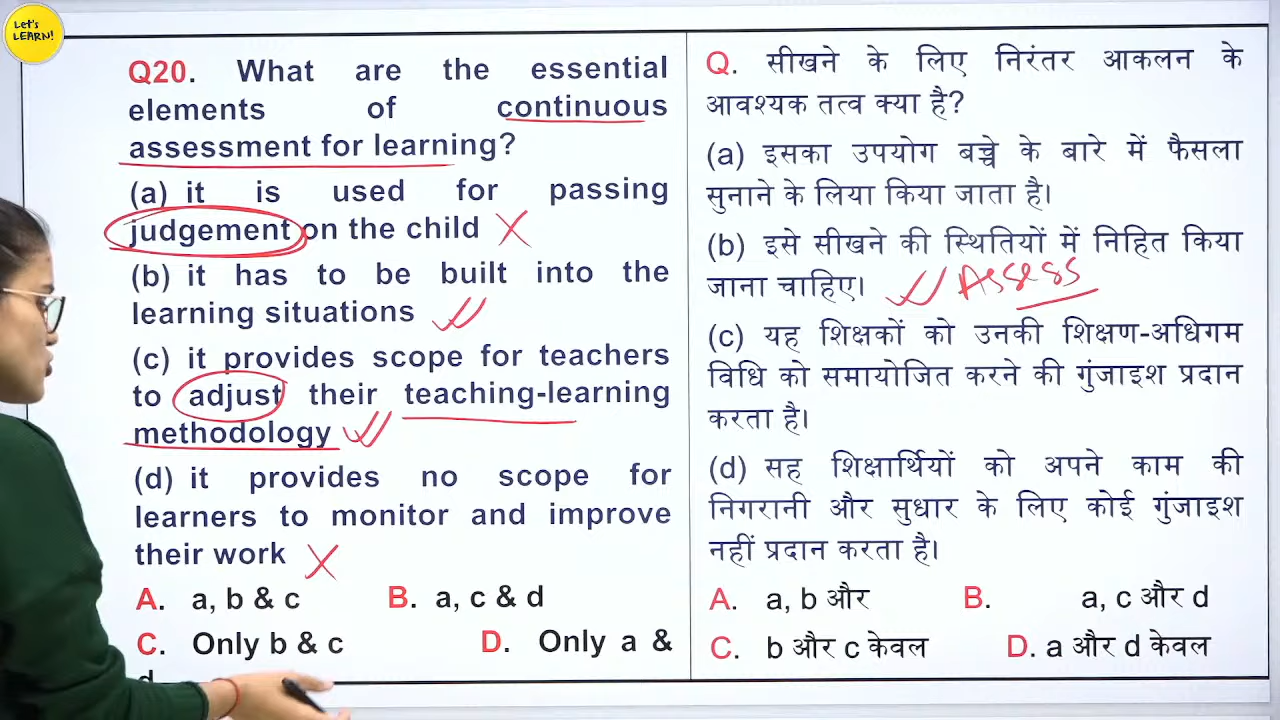 Let's
LEARN!
Q20. What are the essential
elements of continuous
assessment for learning?
(a) it is used for passing
judgement on the child
(b) it has to be built into the
learning situations
(c) it provides scope for teachers
to adjust their teaching-learning
methodology
(d) it provides no scope for
learners to monitor and improve
their work
A. a, b & c B. a, c & d
C. Only b & c D. Only a &
d
Q. सीखने के लिए निरंतर आकलन के
आवश्यक तत्व क्या है?
(a) इसका उपयोग बच्चे के बारे में फैसला
सुनाने के लिया किया जाता है।
(b) इसे सीखने की स्थितियों में निहित किया
जाना चाहिए। Assess
(c) यह शिक्षकों को उनकी शिक्षण-अधिगम
विधि को समायोजित करने की गुंजाइश प्रदान
करता है।
(d) सह शिक्षार्थियों को अपने काम की
निगरानी और सुधार के लिए कोई गुंजाइश
नहीं प्रदान करता है।
A. a, b और B. a, c और d
C. b और c केवल D. a और d केवल